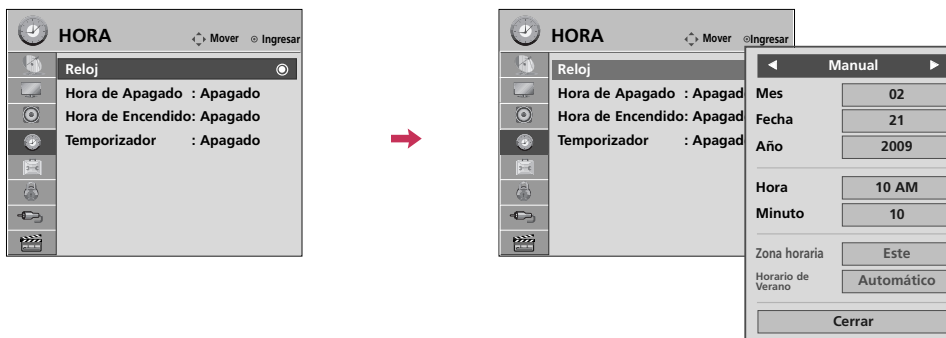 HORA Mover Ingresar
Reloj
Hora de Apagado : Apagado
Hora de Encendido: Apagado
Temporizador : Apagado
HORA Mover Ingresar
Reloj
Hora de Apagado : Apagad
Hora de Encendido: Apagad
Temporizador : Apagad
Manual
Mes 02
Fecha 21
Año 2009
Hora 10 AM
Minuto 10
Zona horaria Este
Horario de
Verano Automático
Cerrar